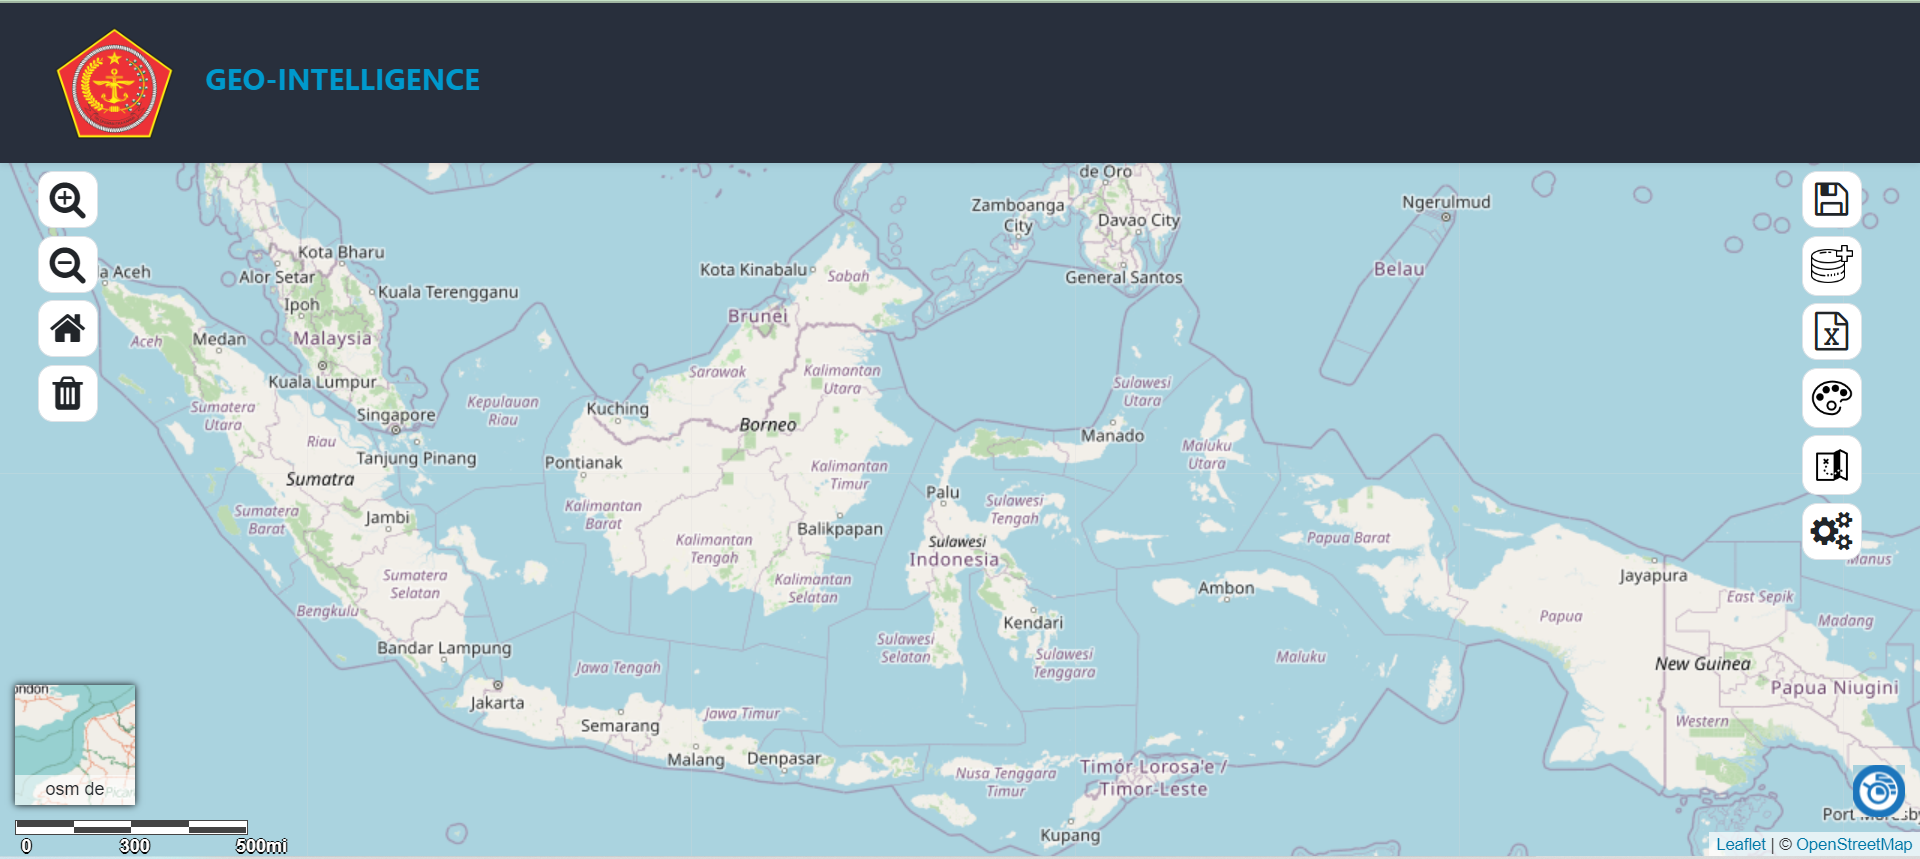 GEO-INTELLIGENCE
de Oro
Zamboanga
City
Davao City
General Santos
Ngerulmud
Belau
Kota Bharu
Alor Setar
Kuala Terengganu
Ipoh
Malaysia
Kuala Lumpur
Singapore
a Aceh
Aceh
Medan
Sumatera
Utara
Riau
Kepulauan
Riau
Tanjung Pinang
Sumatra
Sumatera
Barat
Jambi
Sumatera
Selatan
Bengkulu
Bandar Lampung
Kota Kinabalu
Sabah
Brunei
Sarawak
Kalimantan
Utara
Kuching
Borneo
Pontianak
Kalimantan
Timur
Kalimantan
Barat
Balikpapan
Kalimantan
Tengah
Kalimantan
Selatan
Sulawesi
Utara
Manado
Maluku
Utara
Palu
Sulawesi
Tengah
Sulawesi
Indonesia
Kendari
Sulawesi
Selatan
Sulawesi
Tenggara
Ambon
Maluku
Papua Barat
Jayapura
Papua
Manus
East Sepik
Madang
New Guinea
Papua Niugini
Western
Port Moresby
Jakarta
Jawa Tengah
Semarang
Jawa Timur
Malang
Denpasar
Nusa Tenggara
Timur
Timór Lorosa'e /
Timor-Leste
Kupang
ondon
osm de
Picar
0 300 500mi
Leaflet | © OpenStreetMap